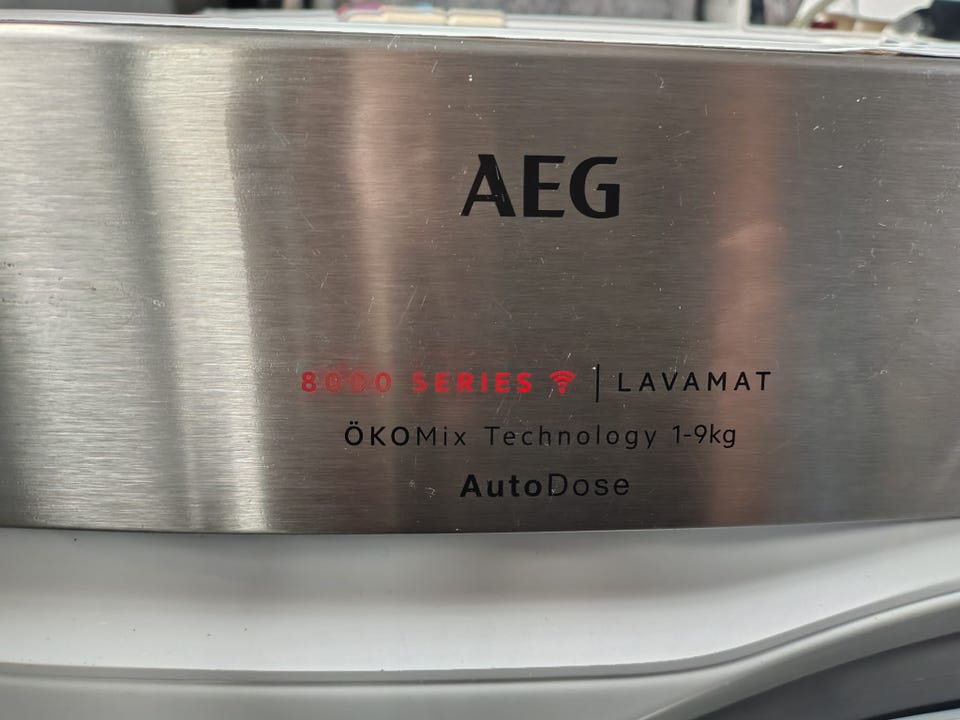 AEG
8000 SERIES | LAVAMAT
ÖKOMix Technology 1-9kg
AutoDose